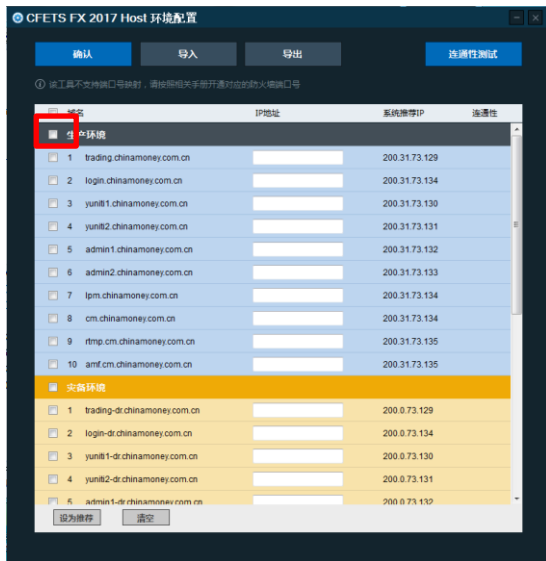 CFETS FX 2017 Host 环境配置
确认 导入 导出 连通性测试
该工具不支持端口号映射，请按照相关手册开通对应的防火墙端口号
域名 IP地址 系统推荐IP 连通性
生产环境
1 trading.chinamoney.com.cn 200.31.73.129
2 login.chinamoney.com.cn 200.31.73.134
3 yuniti1.chinamoney.com.cn 200.31.73.130
4 yuniti2.chinamoney.com.cn 200.31.73.131
5 admin1.chinamoney.com.cn 200.31.73.132
6 admin2.chinamoney.com.cn 200.31.73.133
7 lpm.chinamoney.com.cn 200.31.73.134
8 cm.chinamoney.com.cn 200.31.73.134
9 rtmp.cm.chinamoney.com.cn 200.31.73.135
10 amf.cm.chinamoney.com.cn 200.31.73.135
灾备环境
1 trading-dr.chinamoney.com.cn 200.0.73.129
2 login-dr.chinamoney.com.cn 200.0.73.134
3 yuniti1-dr.chinamoney.com.cn 200.0.73.130
4 yuniti2-dr.chinamoney.com.cn 200.0.73.131
5 admin1-dr.chinamoney.com.cn 200.0.73.132
设为推荐 清空